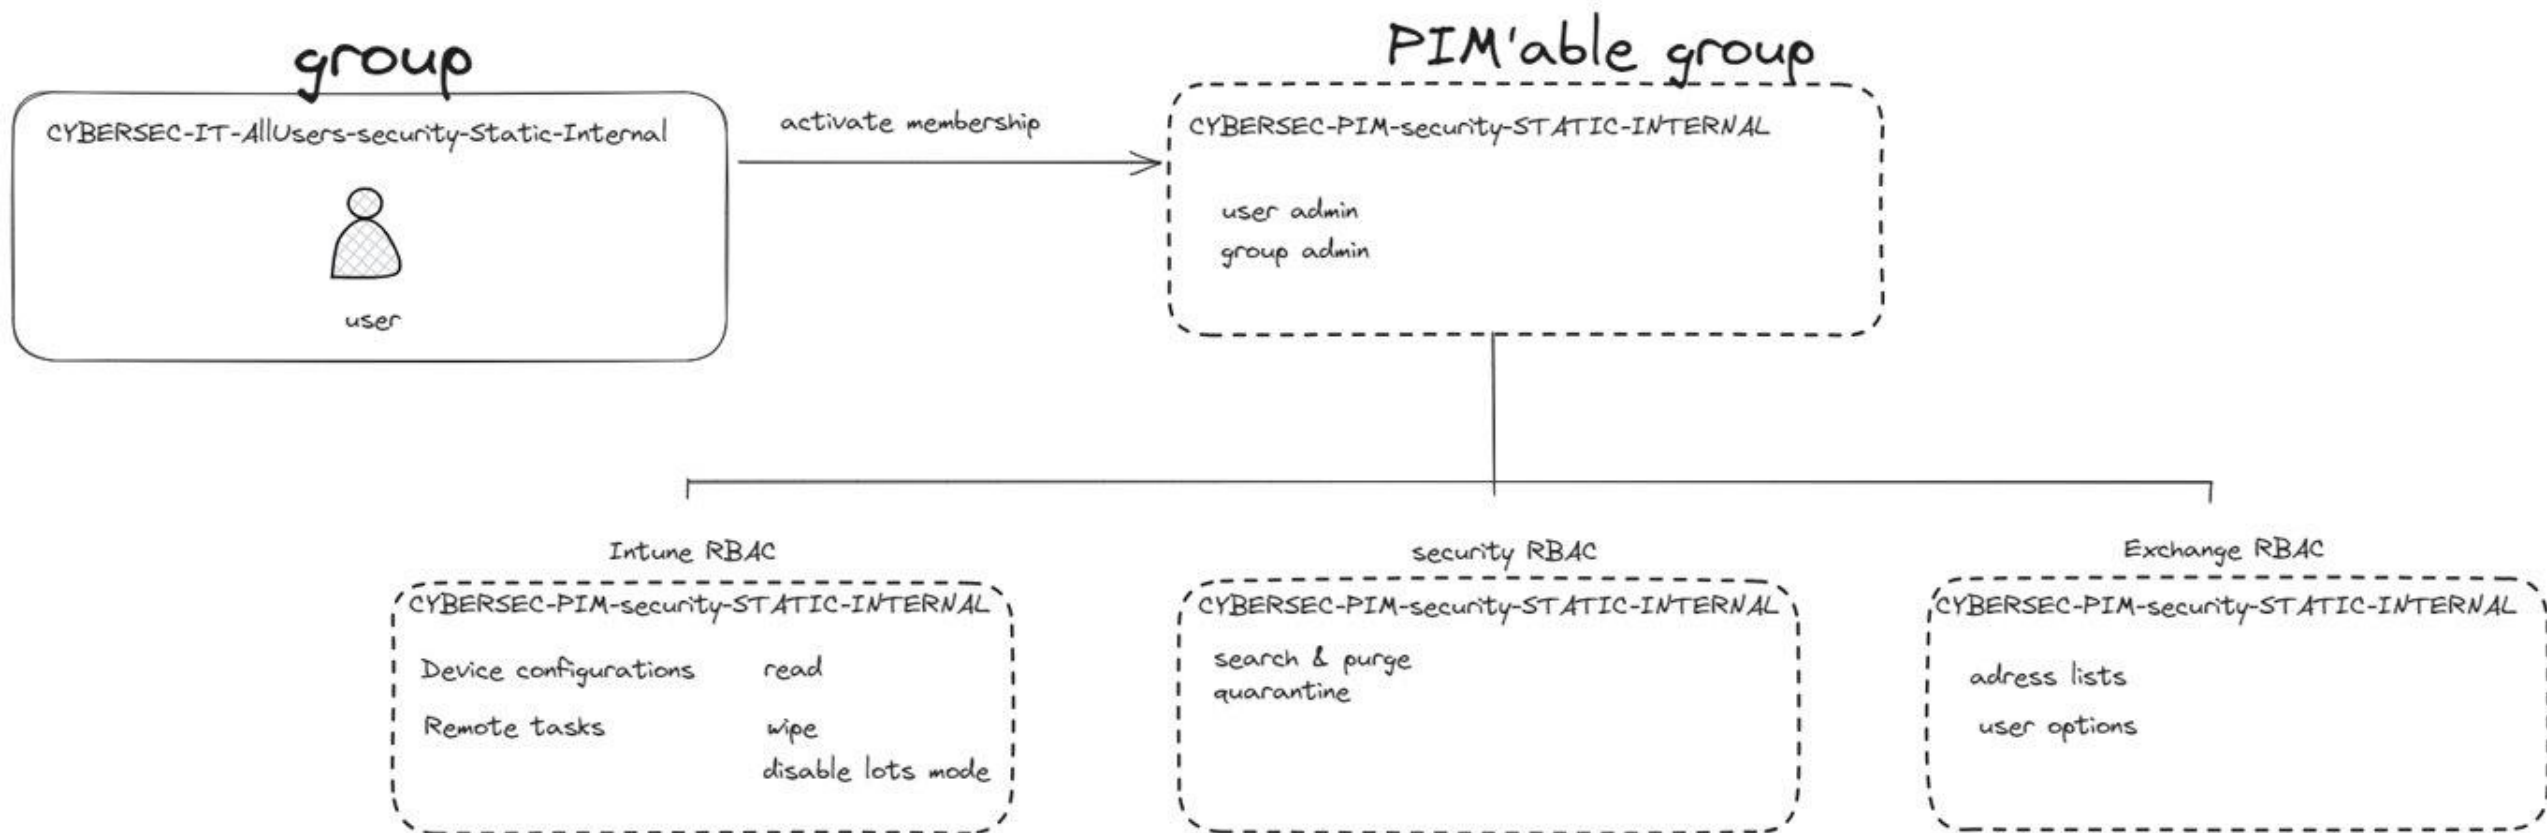 group
CYBERSEC-IT-AllUsers-security-Static-Internal
user
activate membership
PIM'able group
CYBERSEC-PIM-security-STATIC-INTERNAL
user admin
group admin
Intune RBAC
CYBERSEC-PIM-security-STATIC-INTERNAL
Device configurations read
Remote tasks wipe
disable lots mode
security RBAC
CYBERSEC-PIM-security-STATIC-INTERNAL
search & purge
quarantine
Exchange RBAC
CYBERSEC-PIM-security-STATIC-INTERNAL
adress lists
user options